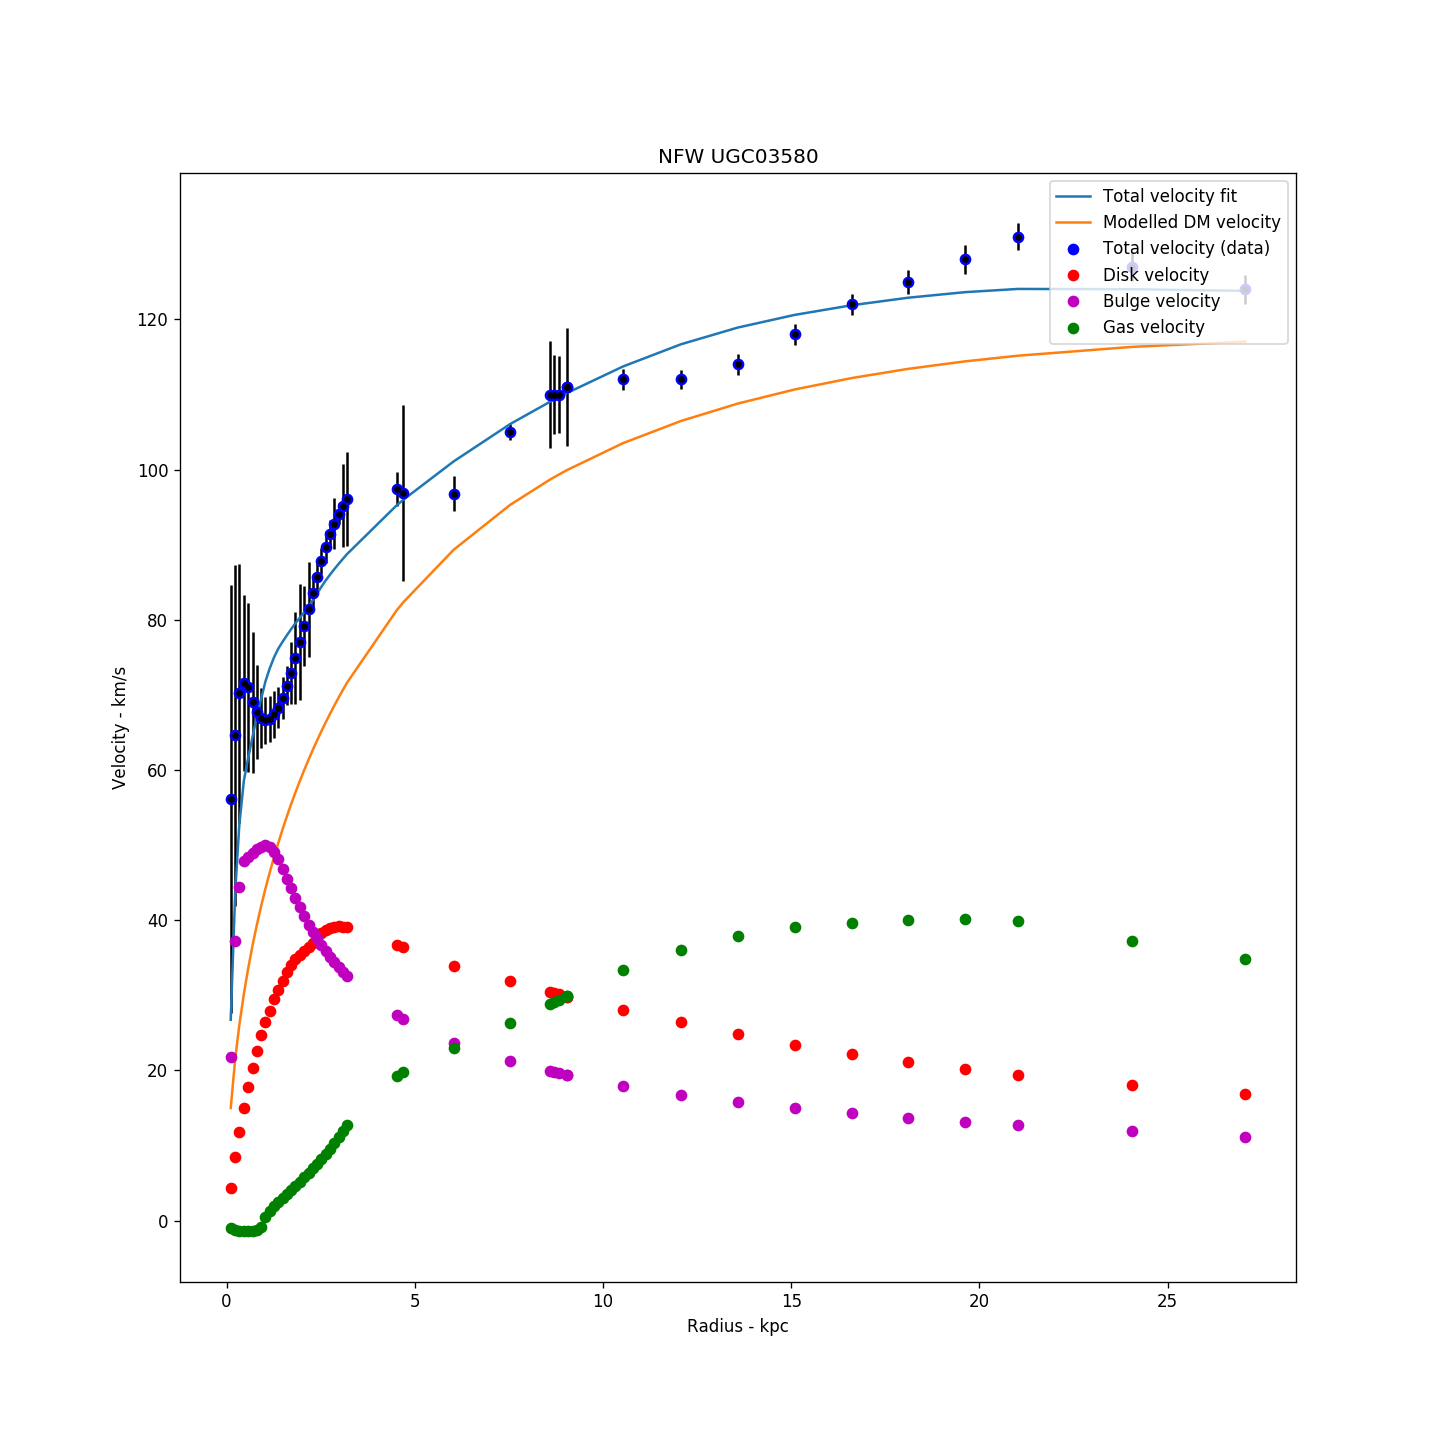 NFW UGC03580
Total velocity fit
Modelled DM velocity
Total velocity (data)
Disk velocity
Bulge velocity
Gas velocity
Velocity - km/s
120
100
80
60
40
20
0
0 5 10 15 20 25
Radius - kpc